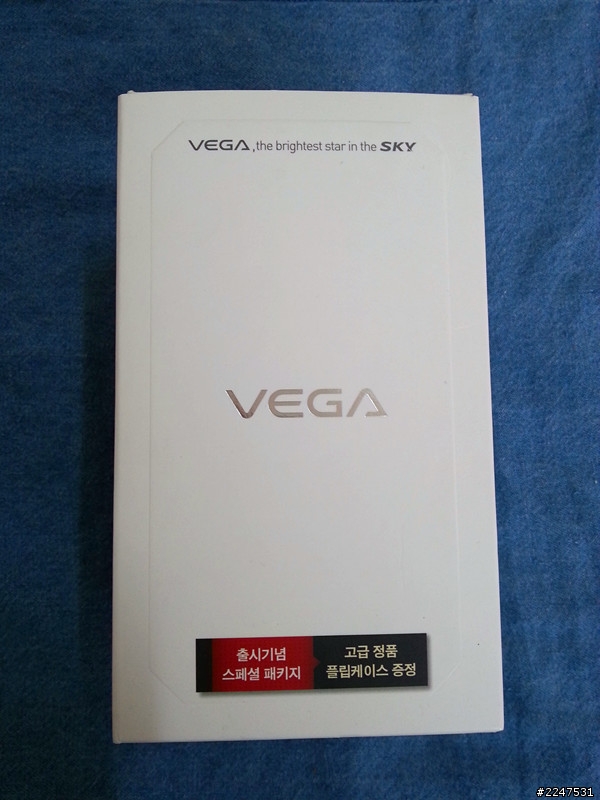 VEGA, the brightest star in the SKY
VEGA
출시기념
스페셜 패키지
고급 정품
플립케이스 증정
#2247531